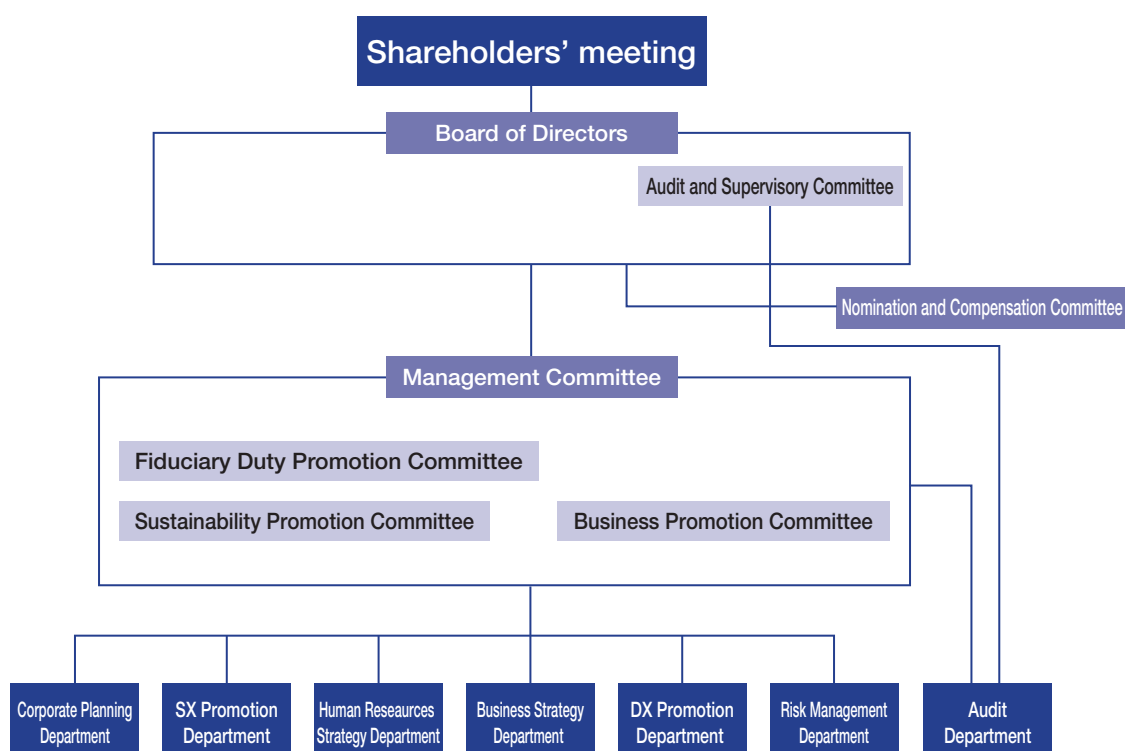 Shareholders’ meeting
Board of Directors
Audit and Supervisory Committee
Nomination and Compensation Committee
Management Committee
Fiduciary Duty Promotion Committee
Sustainability Promotion Committee
Business Promotion Committee
Corporate Planning
Department
SX Promotion
Department
Human Reseaurces
Strategy Department
Business Strategy
Department
DX Promotion
Department
Risk Management
Department
Audit
Department